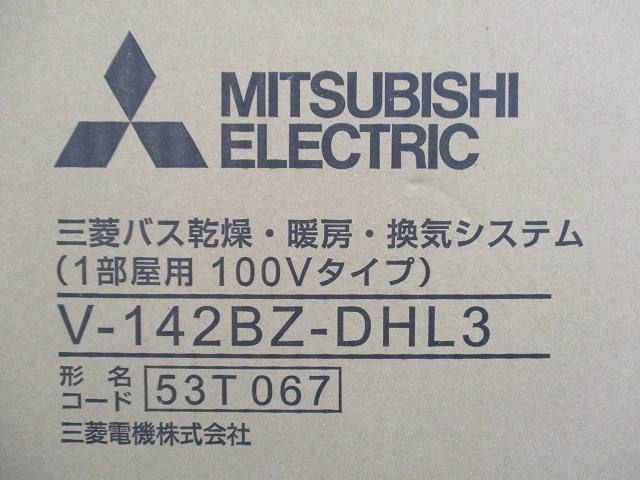 MITSUBISHI
ELECTRIC
三菱バス乾燥・暖房・換気システム
(1部屋用 100Vタイプ)
V-142BZ-DHL3
形名
コード 53T 067
三菱電機株式会社